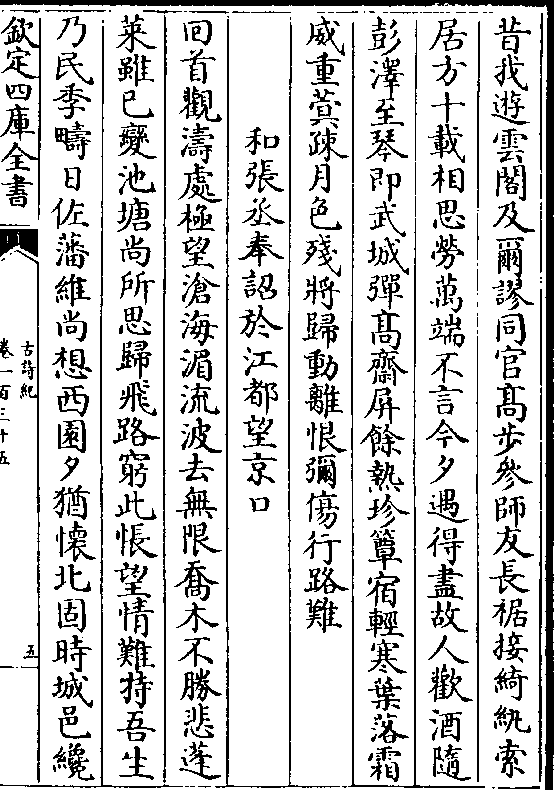 昔我遊雲閣及爾謬同官髙步參師友長裾接綺紈索
居方十載相思勞萬端不言今夕遇得盡故人歡酒隨
彭澤至琴即武城彈髙齋屏餘熱珍簟宿輕寒葉落霜
威重蓂疎月色殘將歸動離恨彌傷行路難
和張丞奉詔於江都望京口
回首觀濤處極望滄海湄流波去無限喬木不勝悲蓬
萊雖已變池塘尚所思歸飛路窮此悵望情難持吾生
乃民季疇日佐藩維尚想西園夕猶懷北固時城邑纔
欽定四庫全書
古詩紀
卷一百三十五
五